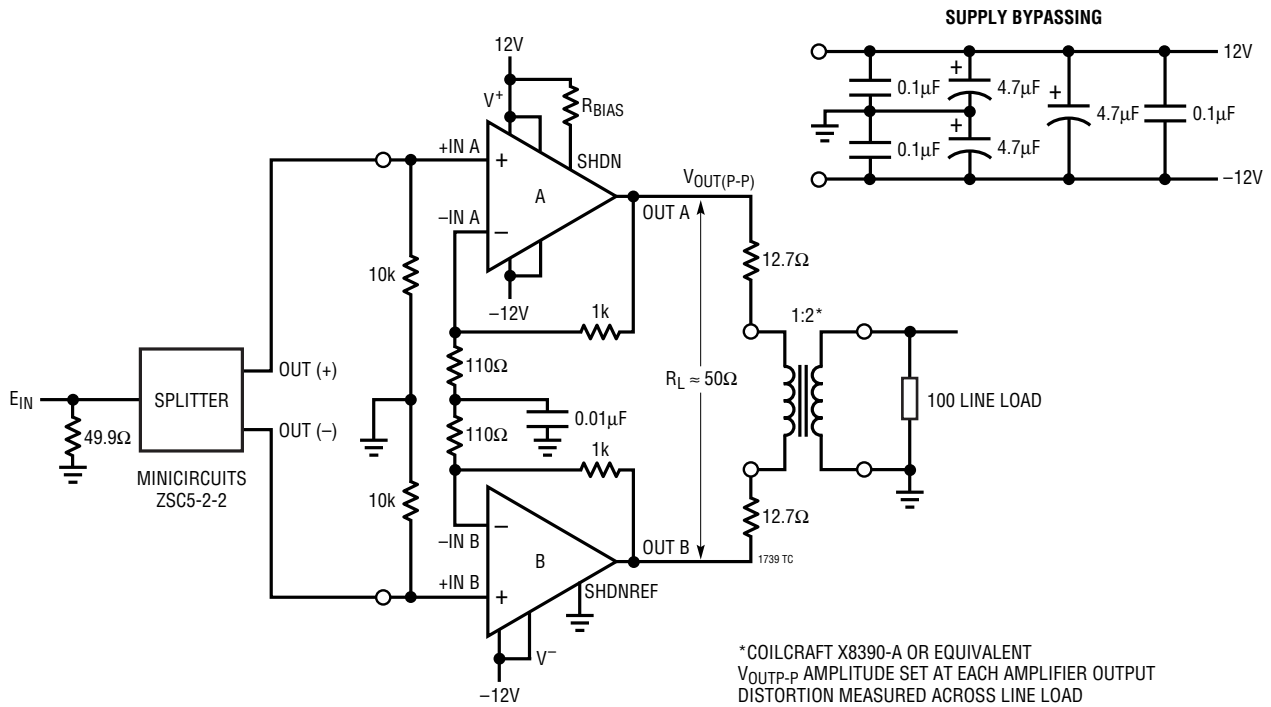 SUPPLY BYPASSING
12V
–12V
0.1µF
+
4.7µF
0.1µF
+
4.7µF
+
4.7µF
0.1µF
12V
V+
RBIAS
SHDN
+IN A
+
A
–IN A
–
–12V
VOUT(P-P)
OUT A
12.7Ω
10k
1k
1:2*
110Ω
RL ≈ 50Ω
100 LINE LOAD
EIN
49.9Ω
SPLITTER
OUT (+)
OUT (–)
MINICIRCUITS
ZSC5-2-2
0.01µF
110Ω
1k
10k
12.7Ω
–
–IN B
B
OUT B
1739 TC
+IN B
+
SHDNREF
V–
–12V
*COILCRAFT X8390-A OR EQUIVALENT
VOUTP-P AMPLITUDE SET AT EACH AMPLIFIER OUTPUT
DISTORTION MEASURED ACROSS LINE LOAD